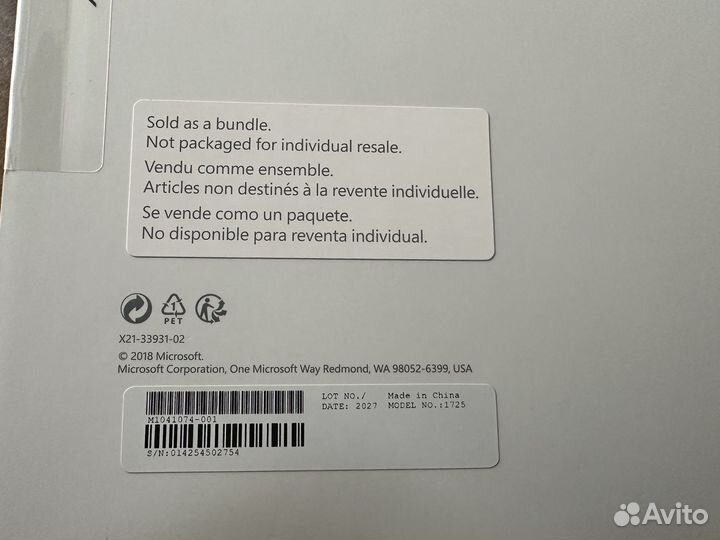 Sold as a bundle.
Not packaged for individual resale.
Vendu comme ensemble.
Articles non destinés à la revente individuelle.
Se vende como un paquete.
No disponible para reventa individual.
1
PET
X21-33931-02
© 2018 Microsoft.
Microsoft Corporation, One Microsoft Way Redmond, WA 98052-6399, USA
LOT NO./ Made in China
DATE: 2027 MODEL NO.:1725
M1041074-001
S/N:014254502754
Avito